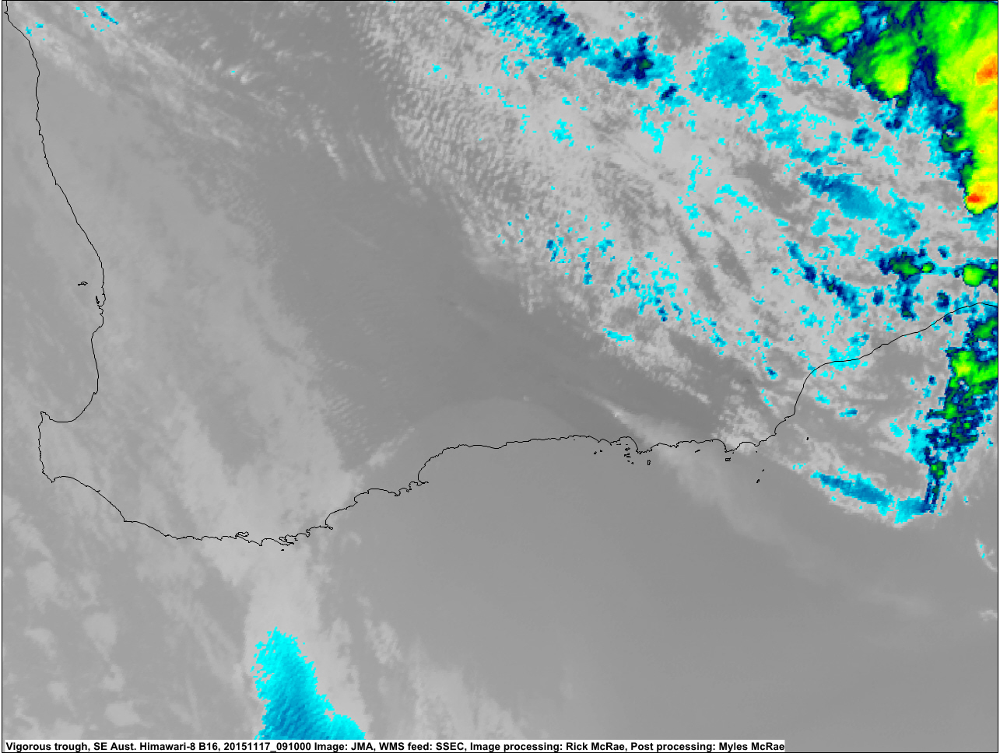 Vigorous trough, SE Aust. Himawari-8 B16, 20151117_091000 Image: JMA, WMS feed: SSEC, Image processing: Rick McRae, Post processing: Myles McRae